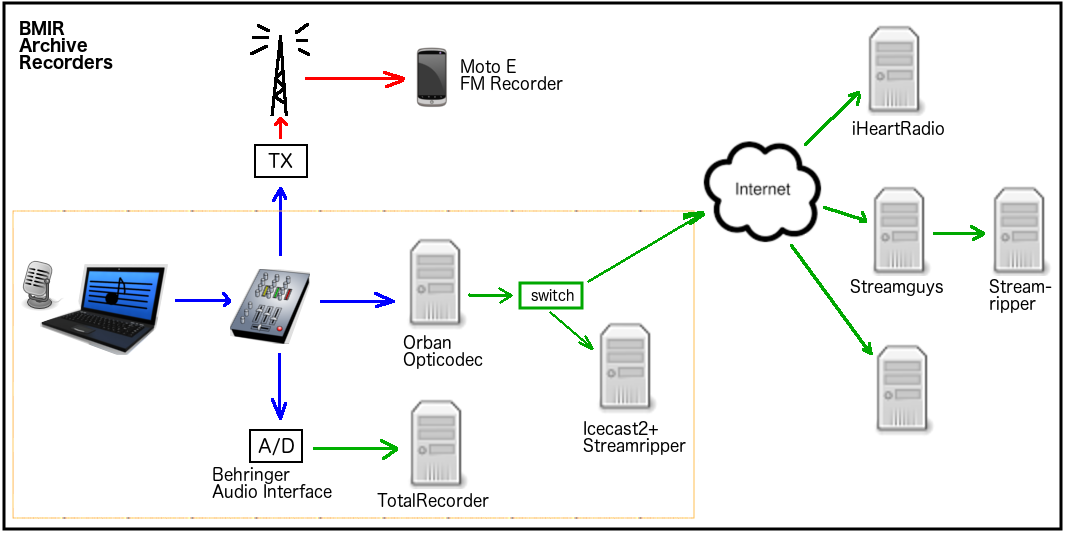 BMIR
Archive
Recorders
Moto E
FM Recorder
TX
iHeartRadio
Internet
Streamguys
Stream-
ripper
switch
Orban
Opticodec
Icecast2+
Streamripper
A/D
Behringer
Audio Interface
TotalRecorder